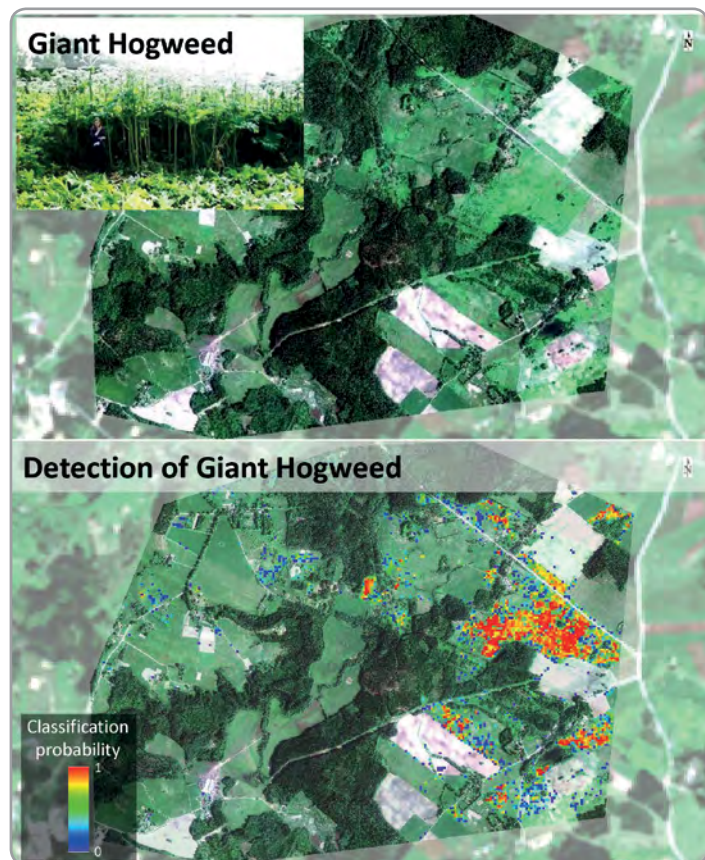 Giant Hogweed
N
Detection of Giant Hogweed
N
Classification
probability
1
0